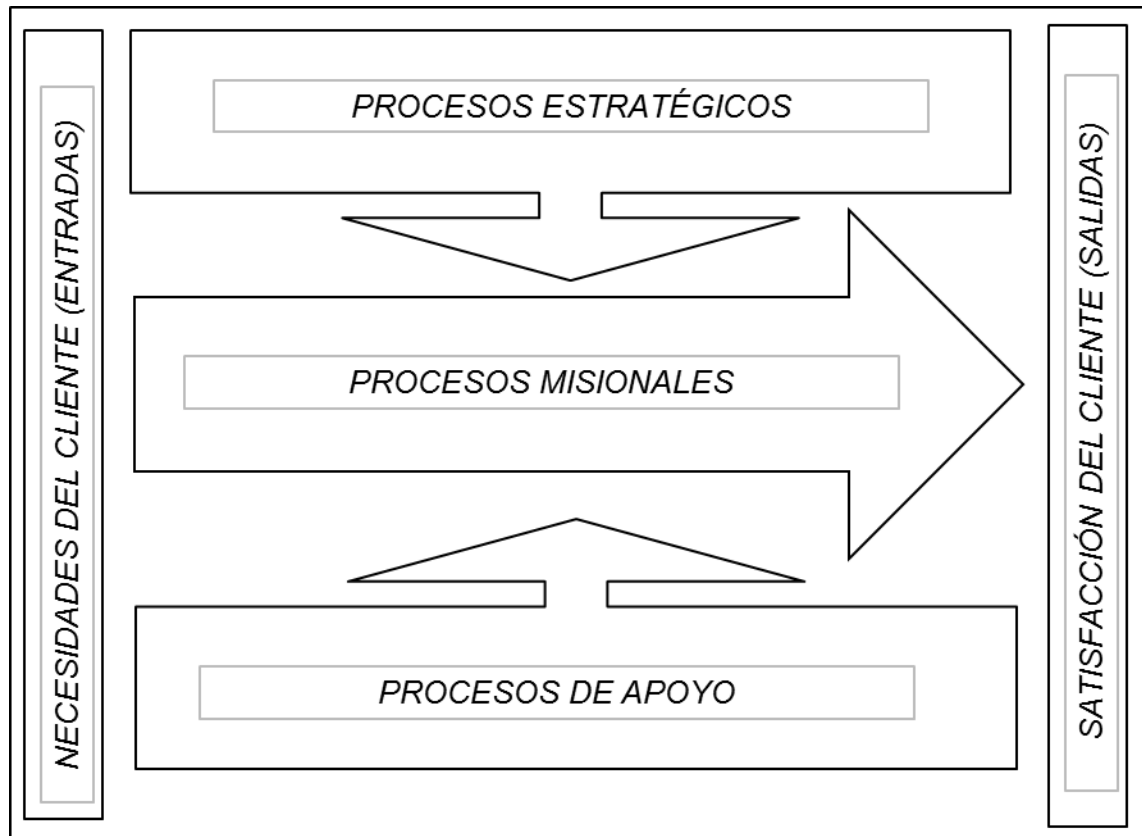 NECESIDADES DEL CLIENTE (ENTRADAS)
PROCESOS ESTRATÉGICOS
PROCESOS MISIONALES
PROCESOS DE APOYO
SATISFACCIÓN DEL CLIENTE (SALIDAS)